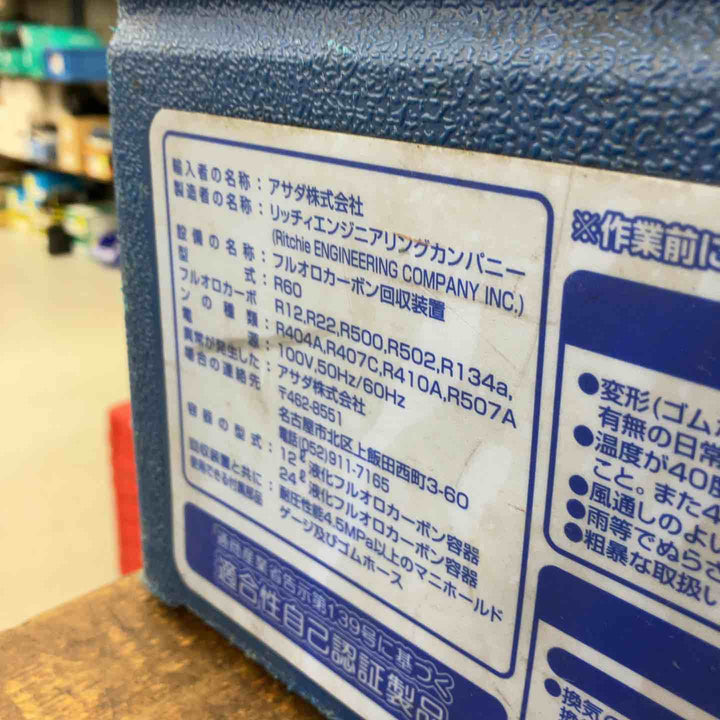 輸入者の名称：アサダ株式会社
製造者の名称：リッチィエンジニアリングカンパニー
(Ritchie ENGINEERING COMPANY INC.)
設備の名称：フルオロカーボン回収装置
型式：R60
フルオロカーボンの種類：R12,R22,R500,R502,R134a,
R404A,R407C,R410A,R507A
電源：100V,50Hz/60Hz
異常が発生した場合の連絡先：アサダ株式会社
〒462-8551
名古屋市北区上飯田西町3-60
電話(052)911-7165
容器の型式：12ℓ液化フルオロカーボン容器
24ℓ液化フルオロカーボン容器
回収装置と共に使用できる付属部品：耐圧性能4.5MPa以上のマニホールド
ゲージ及びゴムホース
通商産業省告示第139号に基づく
適合性自己認証製品
※作業前に
●変形(ゴム
有無の日常
●温度が40度
こと。また4
●風通しのよい
●雨等でぬらさ
●粗暴な取扱い
●換気